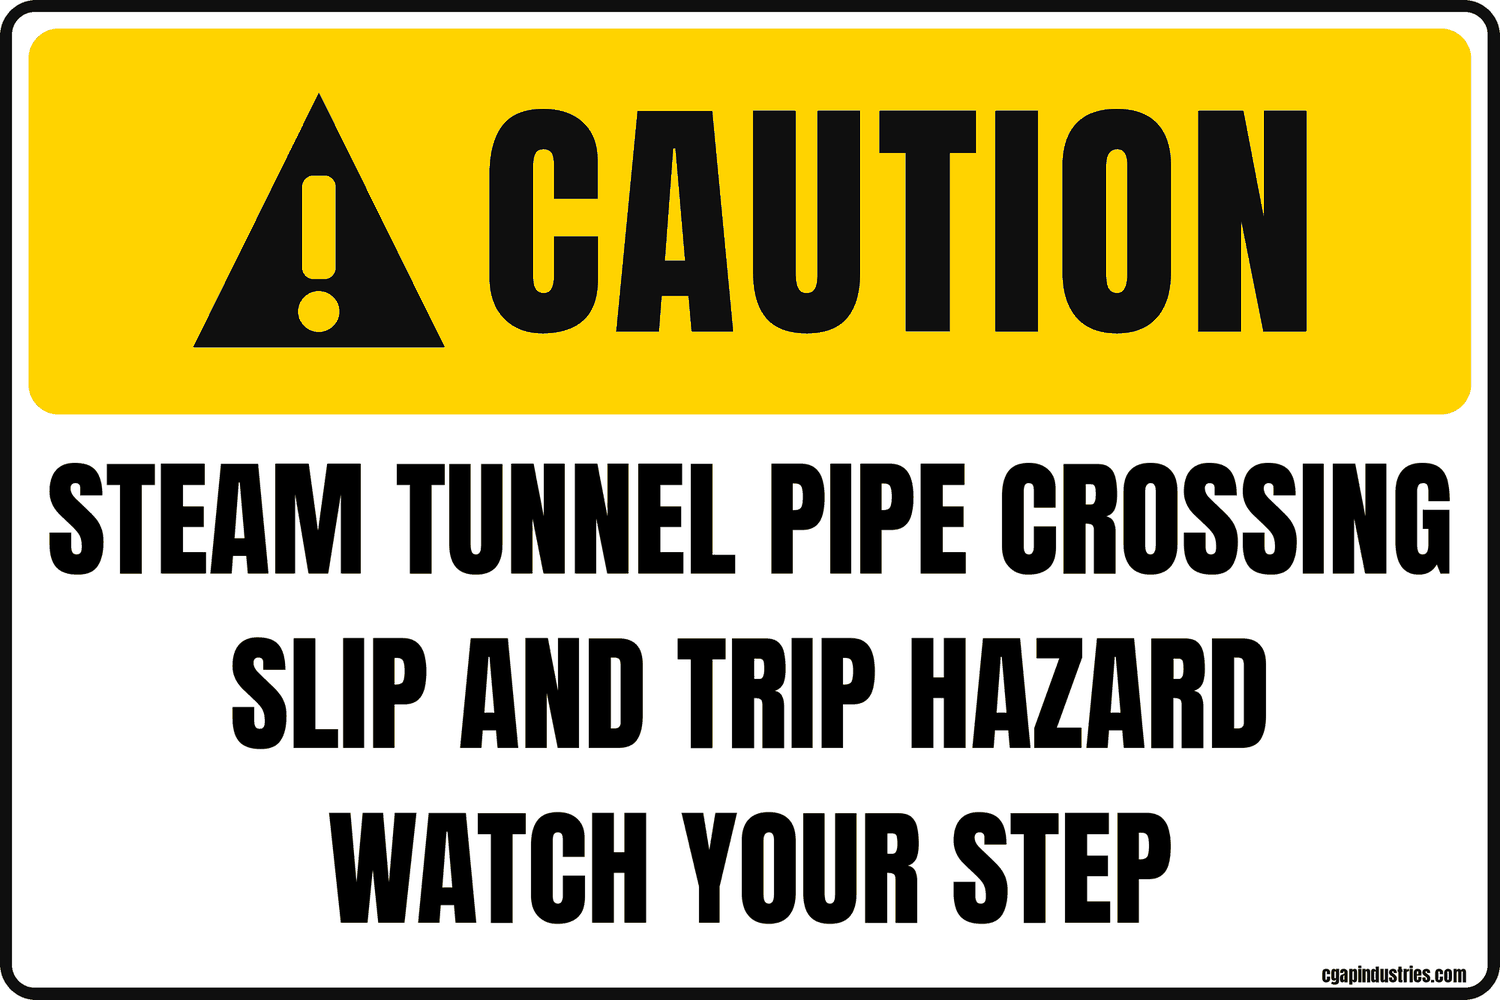 CAUTION
STEAM TUNNEL PIPE CROSSING
SLIP AND TRIP HAZARD
WATCH YOUR STEP
cgapindustries.com